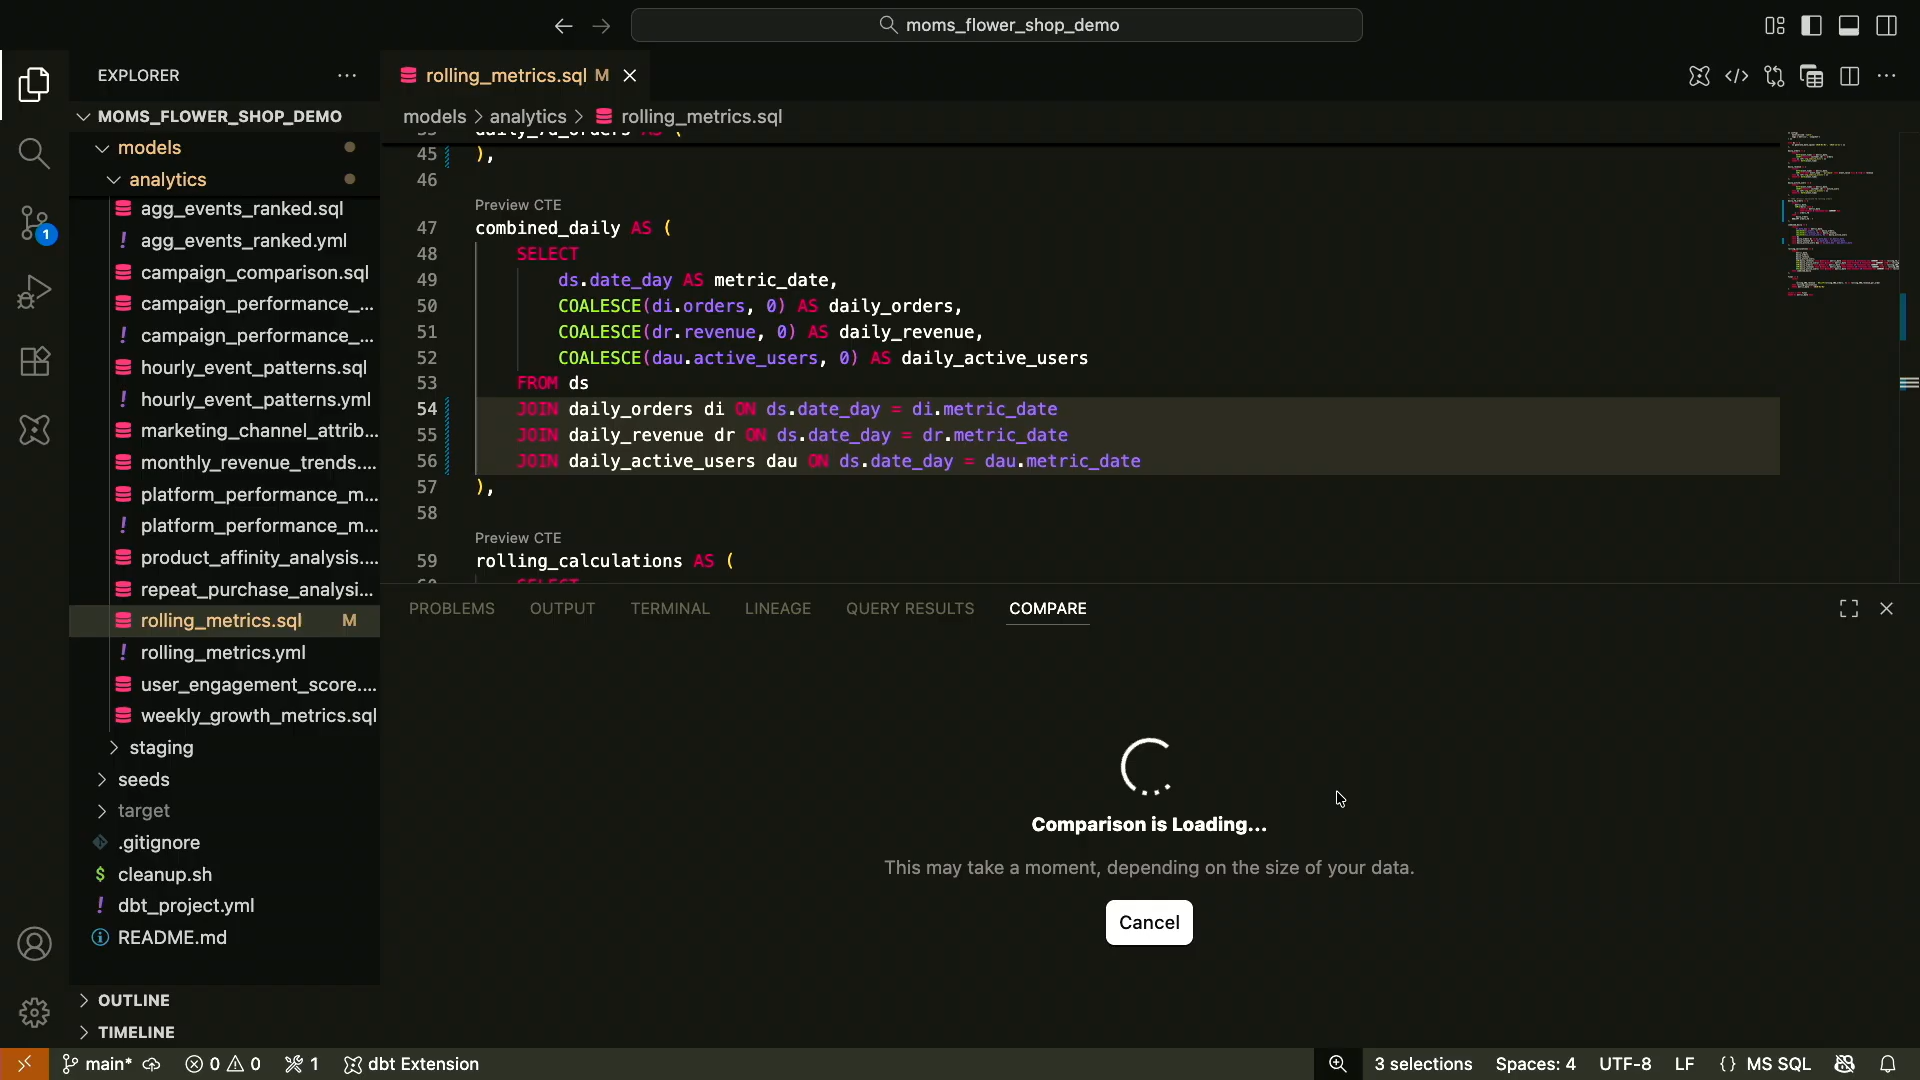 moms_flower_shop_demo
EXPLORER
rolling_metrics.sql M
MOMS_FLOWER_SHOP_DEMO
models > analytics > rolling_metrics.sql
models
analytics
agg_events_ranked.sql
agg_events_ranked.yml
campaign_comparison.sql
campaign_performance_...
campaign_performance_...
hourly_event_patterns.sql
hourly_event_patterns.yml
marketing_channel_attrib...
monthly_revenue_trends....
platform_performance_m...
platform_performance_m...
product_affinity_analysis....
repeat_purchase_analysi...
rolling_metrics.sql M
rolling_metrics.yml
user_engagement_score....
weekly_growth_metrics.sql
staging
seeds
target
.gitignore
$ cleanup.sh
! dbt_project.yml
README.md
OUTLINE
TIMELINE
1
45 ),
46
Preview CTE
47 combined_daily AS (
48 SELECT
49 ds.date_day AS metric_date,
50 COALESCE(di.orders, 0) AS daily_orders,
51 COALESCE(dr.revenue, 0) AS daily_revenue,
52 COALESCE(dau.active_users, 0) AS daily_active_users
53 FROM ds
54 JOIN daily_orders di ON ds.date_day = di.metric_date
55 JOIN daily_revenue dr ON ds.date_day = dr.metric_date
56 JOIN daily_active_users dau ON ds.date_day = dau.metric_date
57 ),
58
Preview CTE
59 rolling_calculations AS (
PROBLEMS OUTPUT TERMINAL LINEAGE QUERY RESULTS COMPARE
Comparison is Loading...
This may take a moment, depending on the size of your data.
Cancel
main* 0 0 1 dbt Extension 3 selections Spaces: 4 UTF-8 LF {} MS SQL